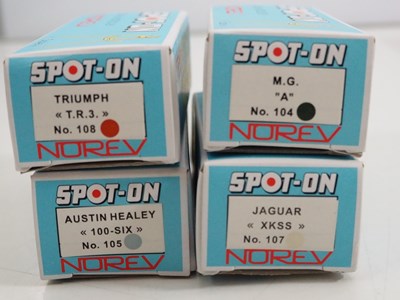 SPOT-ON
TRIUMPH
« T.R.3. »
No. 108
NOREV
SPOT-ON
M.G.
"A"
No. 104
NOREV
SPOT-ON
AUSTIN HEALEY
« 100-SIX »
No. 105
NOREV
SPOT-ON
JAGUAR
« XKSS »
No. 107
NOREV